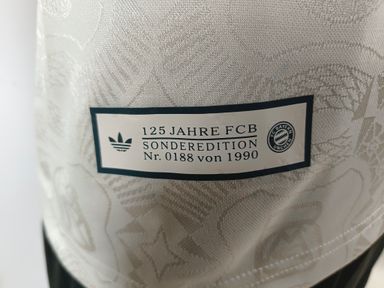 125 JAHRE FCB
SONDEREDITION
Nr. 0188 von 1990